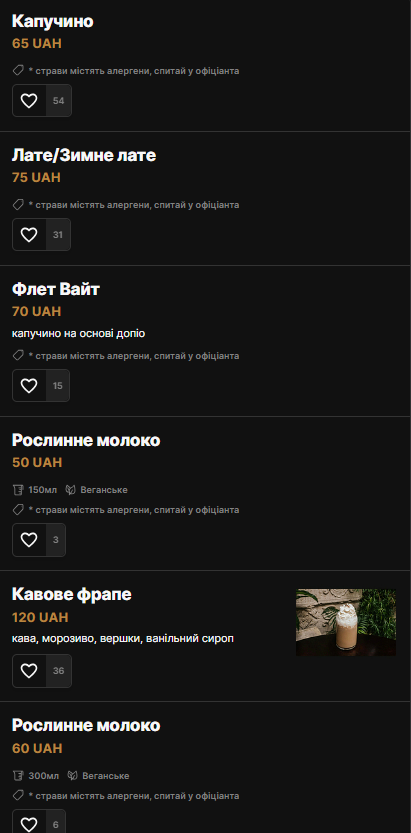 Капучино
65 UAH
* страви містять алергени, спитай у офіціанта
54
Лате/Зимне лате
75 UAH
* страви містять алергени, спитай у офіціанта
31
Флет Вайт
70 UAH
капучино на основі допіо
* страви містять алергени, спитай у офіціанта
15
Рослинне молоко
50 UAH
150мл Веганське
* страви містять алергени, спитай у офіціанта
3
Кавове фрапе
120 UAH
кава, морозиво, вершки, ванільний сироп
36
Рослинне молоко
60 UAH
300мл Веганське
* страви містять алергени, спитай у офіціанта
6